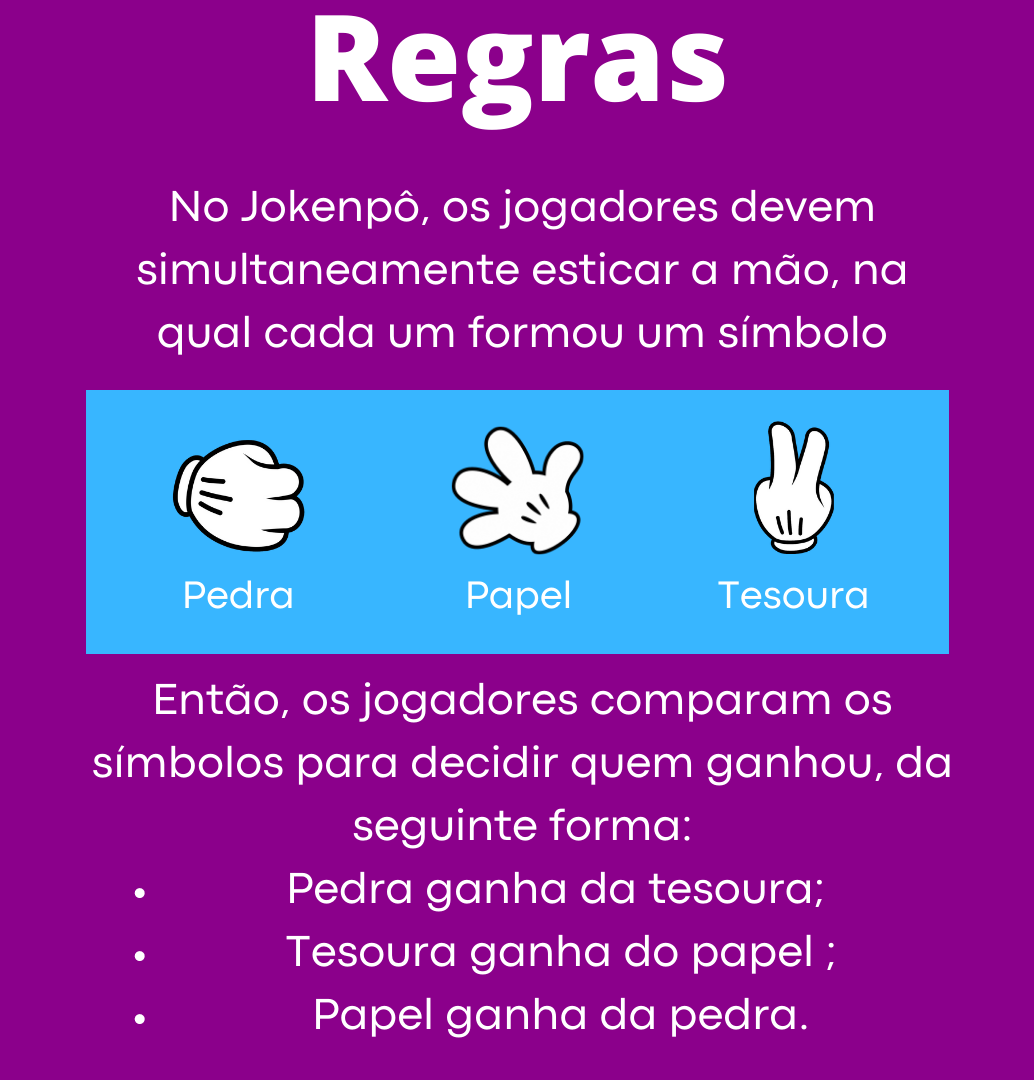 Regras
No Jokenpô, os jogadores devem
simultaneamente esticar a mão, na
qual cada um formou um símbolo
Pedra
Papel
Tesoura
Então, os jogadores comparam os
símbolos para decidir quem ganhou, da
seguinte forma:
• Pedra ganha da tesoura;
• Tesoura ganha do papel ;
• Papel ganha da pedra.